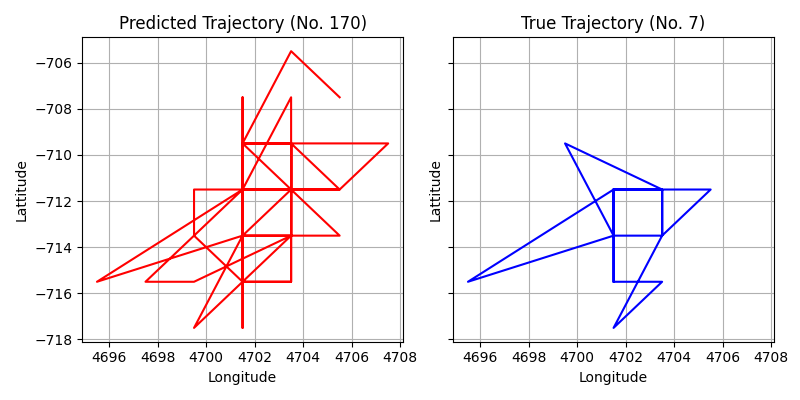 Predicted Trajectory (No. 170)
True Trajectory (No. 7)
−706
−708
−710
−712
−714
−716
−718
Lattitude
Lattitude
4696 4698 4700 4702 4704 4706 4708
4696 4698 4700 4702 4704 4706 4708
Longitude
Longitude